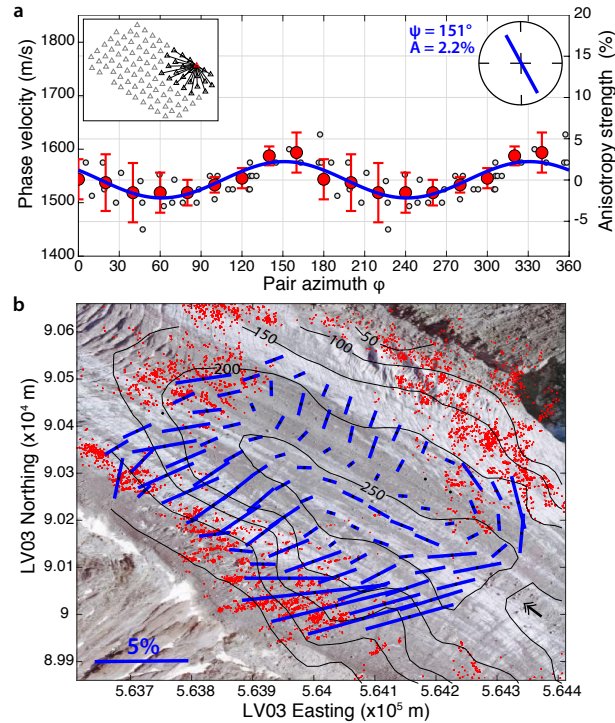 a
ψ = 151°
A = 2.2%
Phase velocity (m/s)
1850
1750
1600
1500
1400
Anisotropy strength (%)
20
15
10
5
0
-5
0 30 60 90 120 150 180 210 240 270 300 330 360
Pair azimuth φ
b
LV03 Northing (x10⁴ m)
9.06
9.05
9.04
9.03
9.02
9.01
9
8.99
50
100
150
200
250
5%
5.637 5.638 5.639 5.64 5.641 5.642 5.643 5.644
LV03 Easting (x10⁵ m)